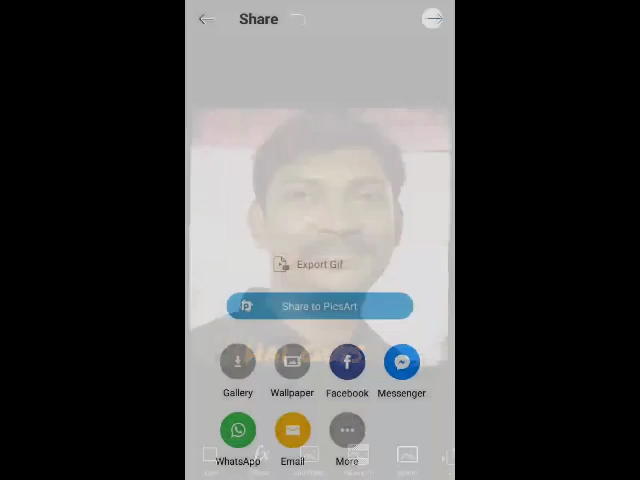 Share
Export Gif
Share to PicsArt
Gallery Wallpaper Facebook Messenger
WhatsApp Email More